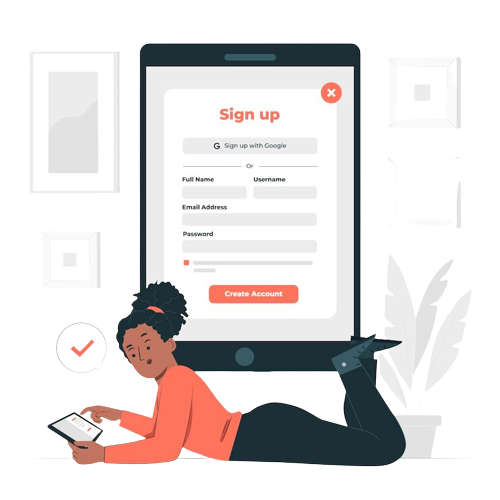 Sign up
G Sign up with Google
Or
Full Name Username
Email Address
Password
Create Account